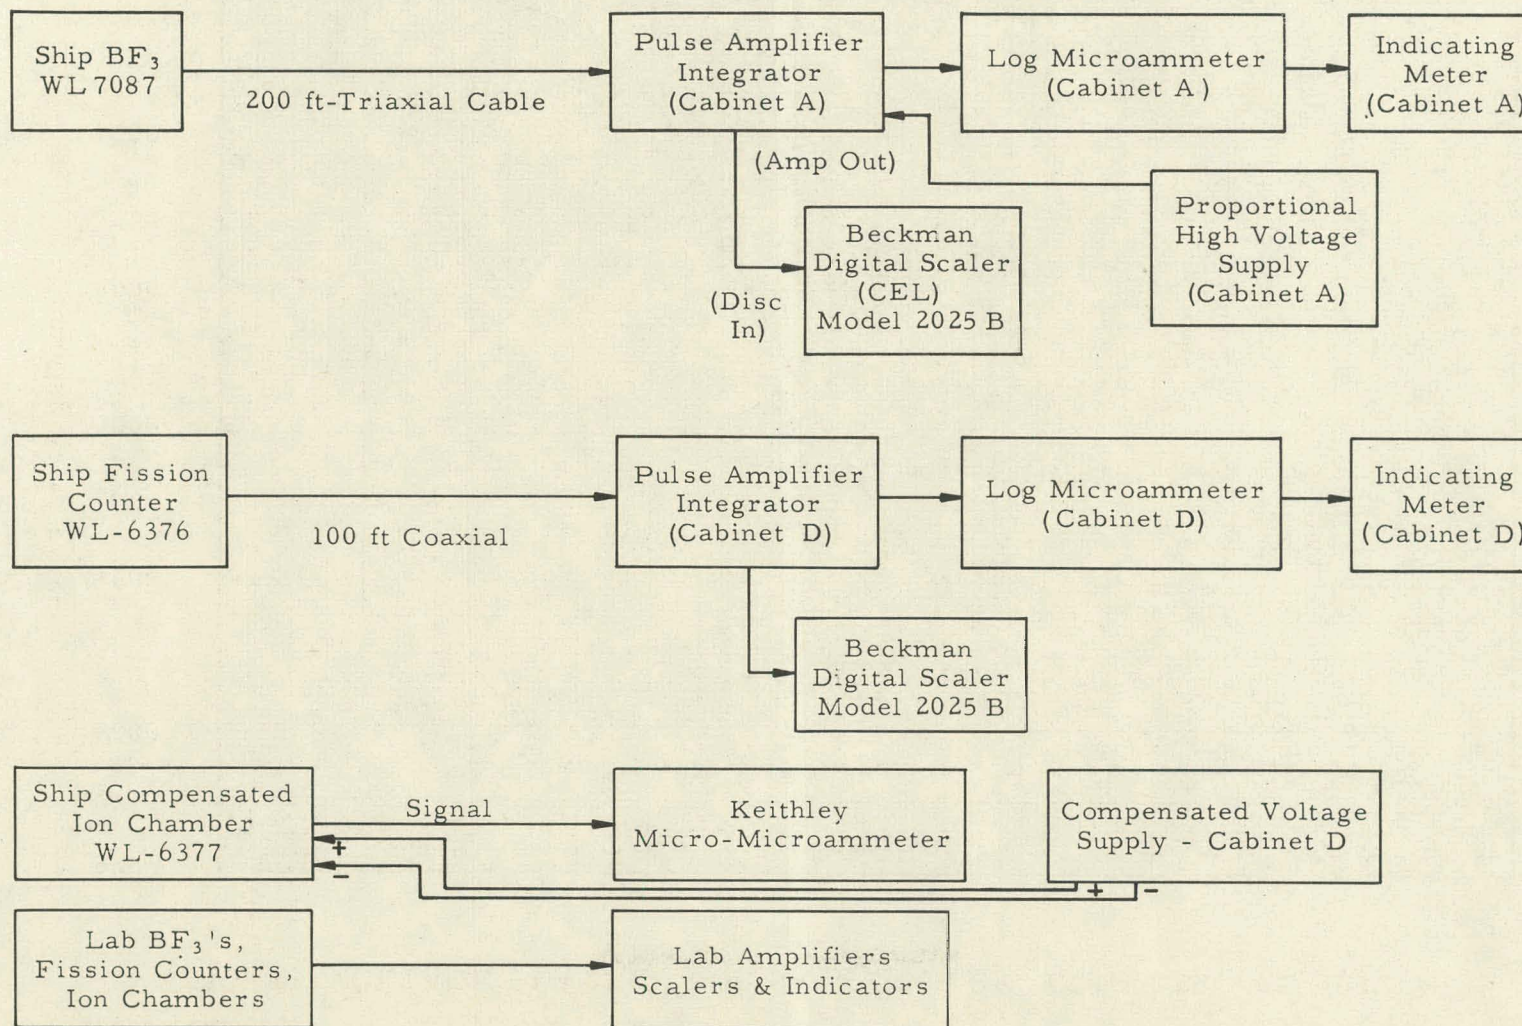 Ship BF₃
WL 7087
200 ft-Triaxial Cable
Pulse Amplifier
Integrator
(Cabinet A)
Log Microammeter
(Cabinet A)
Indicating
Meter
(Cabinet A)
(Amp Out)
Proportional
High Voltage
Supply
(Cabinet A)
Beckman
Digital Scaler
(CEL)
Model 2025 B
(Disc
In)
Ship Fission
Counter
WL-6376
100 ft Coaxial
Pulse Amplifier
Integrator
(Cabinet D)
Log Microammeter
(Cabinet D)
Indicating
Meter
(Cabinet D)
Beckman
Digital Scaler
Model 2025 B
Ship Compensated
Ion Chamber
WL-6377
Signal
+
-
Keithley
Micro-Microammeter
Compensated Voltage
Supply - Cabinet D
+ -
Lab BF₃'s,
Fission Counters,
Ion Chambers
Lab Amplifiers
Scalers & Indicators